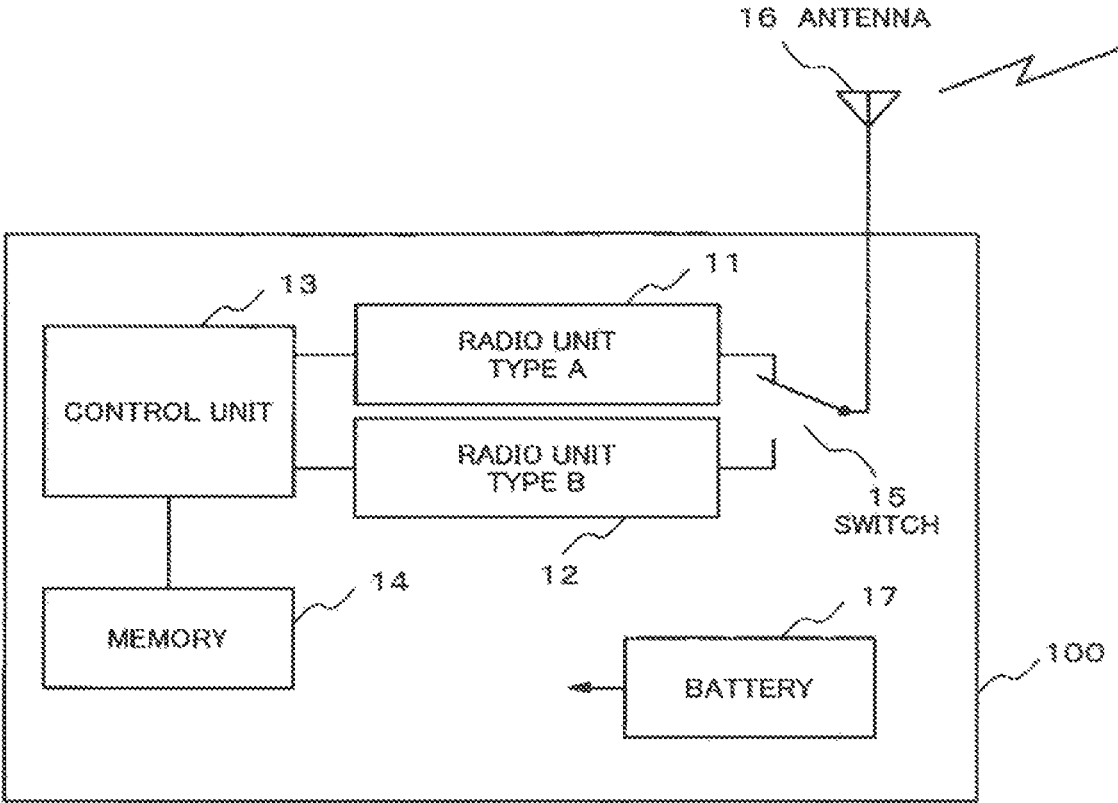 16 ANTENNA
13
11
RADIO UNIT
TYPE A
CONTROL UNIT
RADIO UNIT
TYPE B
15
SWITCH
12
14
17
MEMORY
100
BATTERY